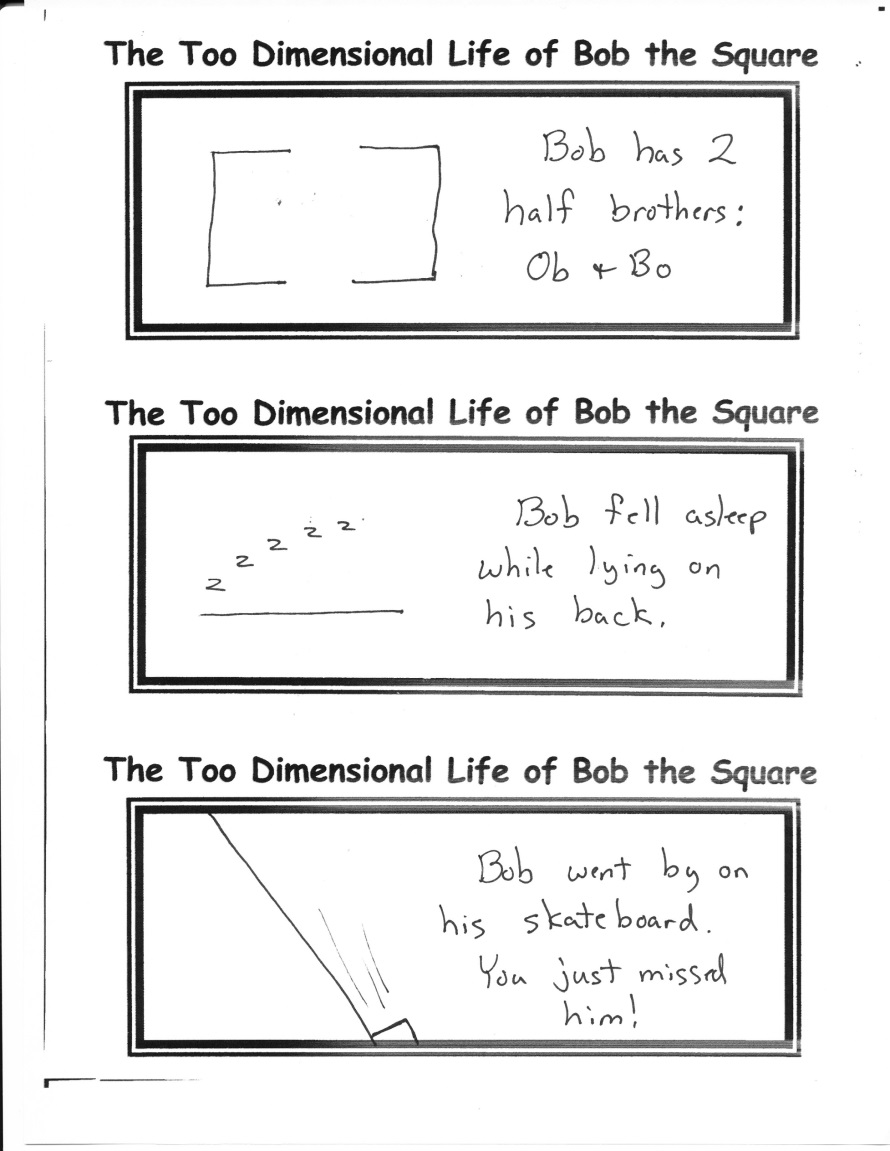 The Too Dimensional Life of Bob the Square
Bob has 2
half brothers:
Ob + Bo
The Too Dimensional Life of Bob the Square
z z z z z
Bob fell asleep
while lying on
his back.
The Too Dimensional Life of Bob the Square
Bob went by on
his skateboard.
You just missed
him!